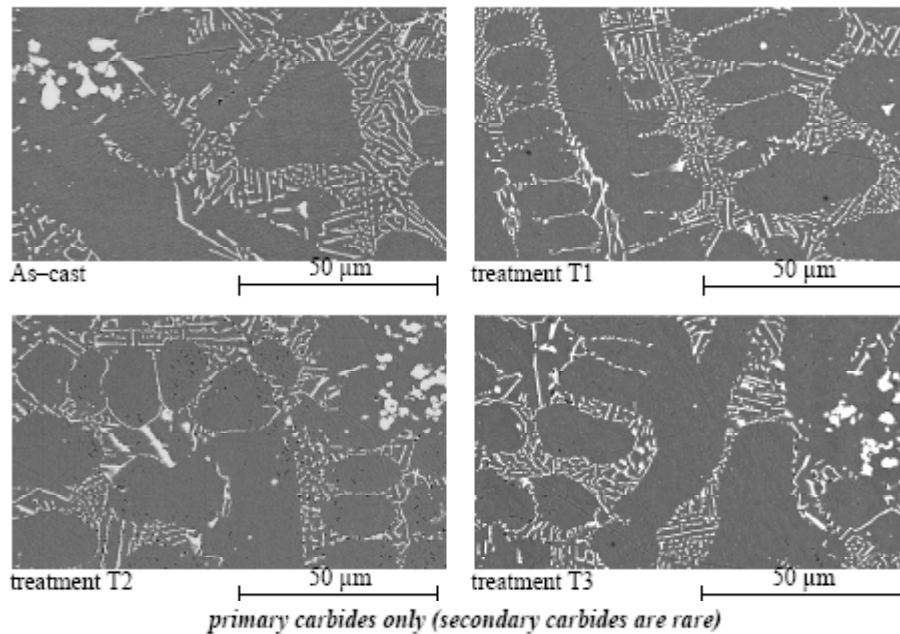 As–cast
50 µm
treatment T1
50 µm
treatment T2
50 µm
treatment T3
50 µm
primary carbides only (secondary carbides are rare)